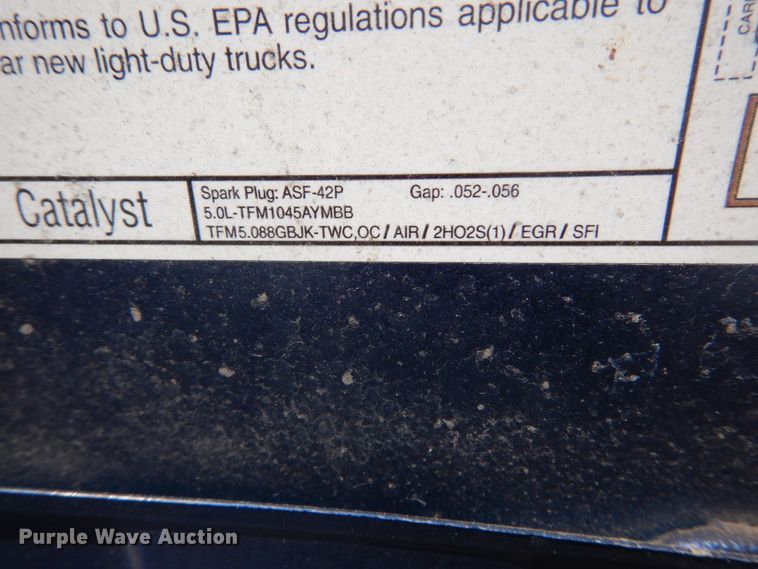 nforms to U.S. EPA regulations applicable to
ar new light-duty trucks.
CARE
Catalyst
Spark Plug: ASF-42P Gap: .052-.056
5.0L-TFM1045AYMBB
TFM5.088GBJK-TWC,OC / AIR / 2HO2S(1) / EGR / SFI
Purple Wave Auction